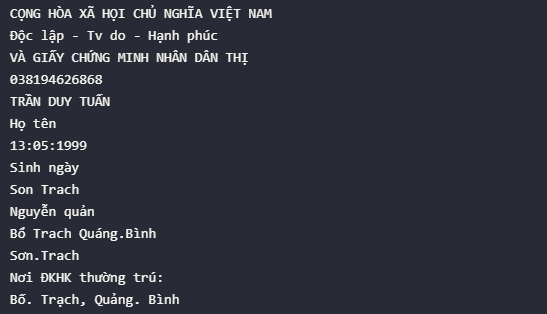 CỌNG HÒA XÃ HỌI CHỦ NGHĨA VIỆT NAM
Độc lập - Tv do - Hạnh phúc
VÀ GIẤY CHỨNG MINH NHÂN DÂN THỊ
038194626868
TRẦN DUY TUẤN
Họ tên
13:05:1999
Sinh ngày
Son Trach
Nguyễn quản
Bổ Trach Quáng.Bình
Sơn.Trach
Nơi ĐKHK thường trú:
Bố. Trạch, Quảng. Bình